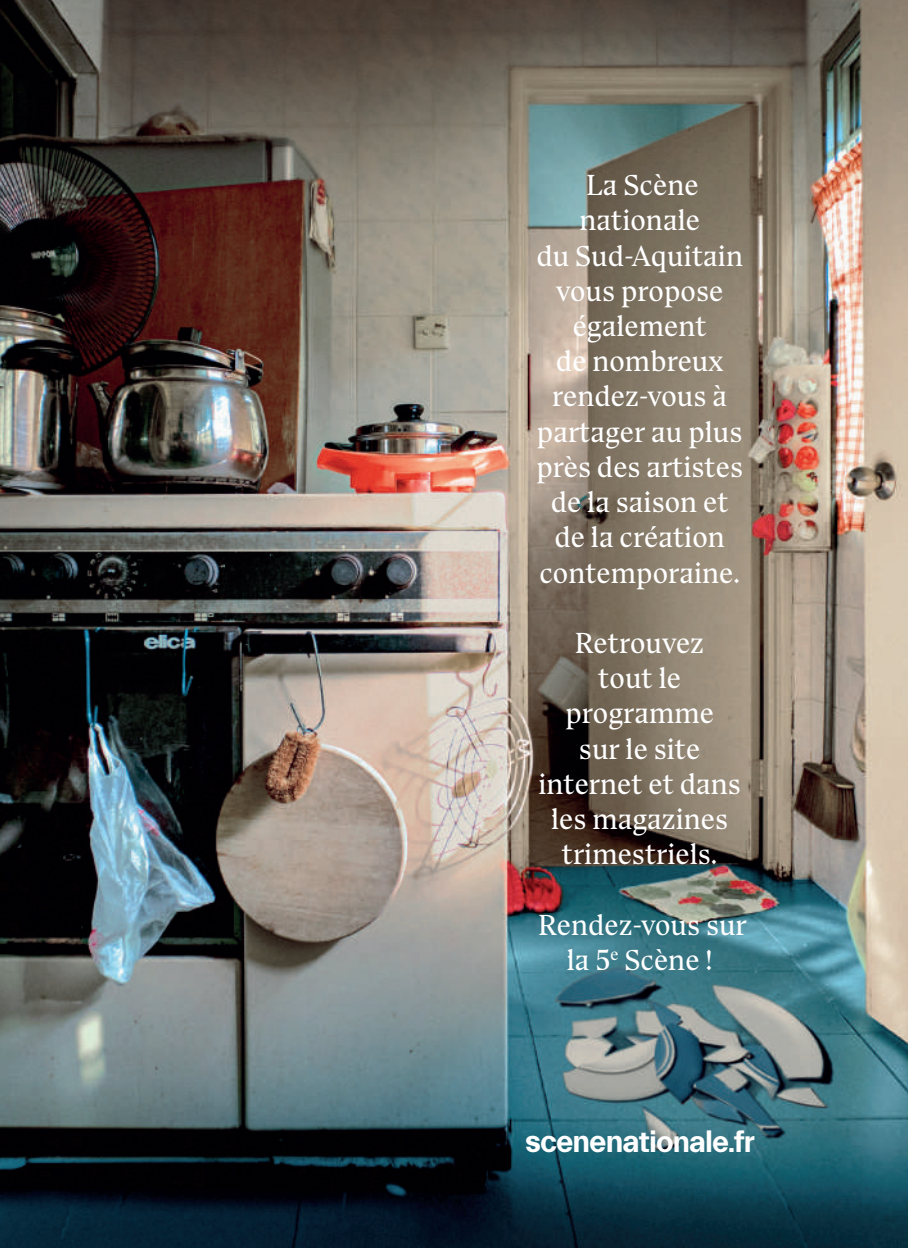 NIPPON
elica
La Scène
nationale
du Sud-Aquitain
vous propose
également
de nombreux
rendez-vous à
partager au plus
près des artistes
de la saison et
de la création
contemporaine.
Retrouvez
tout le
programme
sur le site
internet et dans
les magazines
trimestriels.
Rendez-vous sur
la 5e Scène !
scenenationale.fr